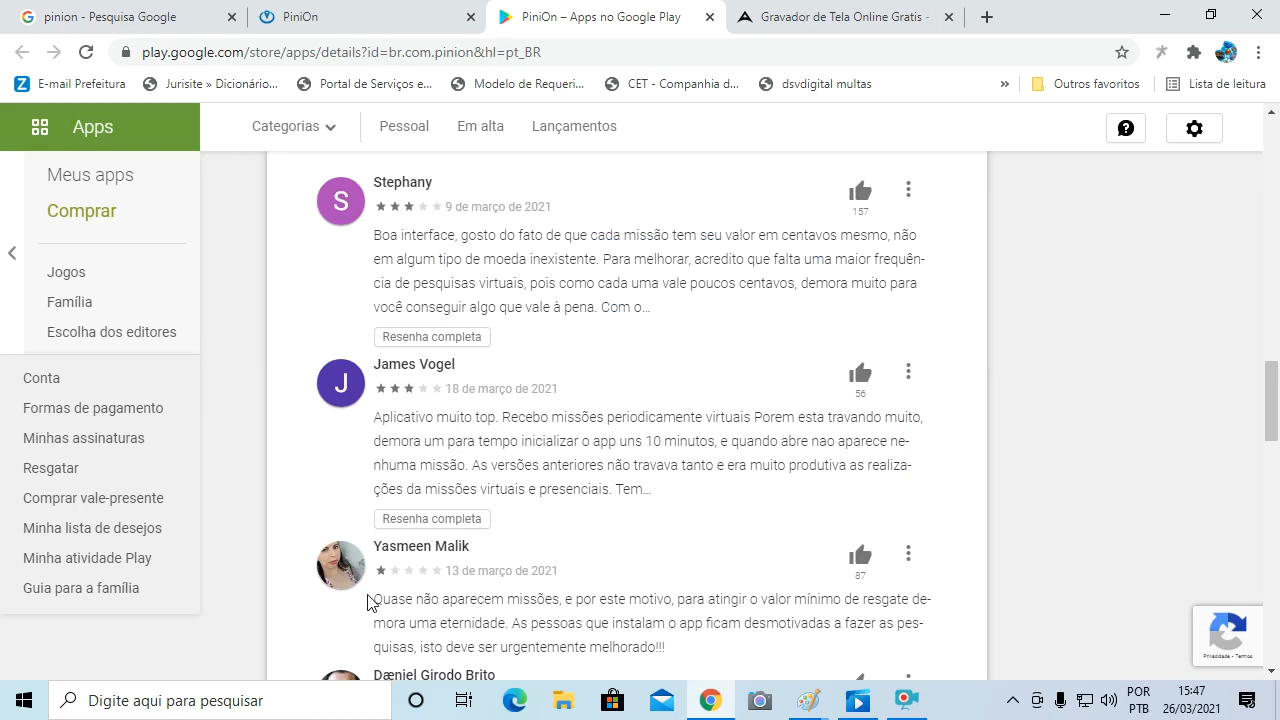 pinion - Pesquisa Google
PiniOn
PiniOn – Apps no Google Play
Gravador de Tela Online Gratis -
play.google.com/store/apps/details?id=br.com.pinion&hl=pt_BR
E-mail Prefeitura
Jurisite » Dicionário...
Portal de Serviços e...
Modelo de Requeri...
CET - Companhia d...
dsvdigital multas
»
Outros favoritos
Lista de leitura
Apps
Categorias
Pessoal
Em alta
Lançamentos
Meus apps
Comprar
Jogos
Família
Escolha dos editores
Conta
Formas de pagamento
Minhas assinaturas
Resgatar
Comprar vale-presente
Minha lista de desejos
Minha atividade Play
Guia para a família
S
Stephany
9 de março de 2021
157
Boa interface, gosto do fato de que cada missão tem seu valor em centavos mesmo, não
em algum tipo de moeda inexistente. Para melhorar, acredito que falta uma maior frequên-
cia de pesquisas virtuais, pois como cada uma vale poucos centavos, demora muito para
você conseguir algo que vale à pena. Com o...
Resenha completa
J
James Vogel
18 de março de 2021
56
Aplicativo muito top. Recebo missões periodicamente virtuais Porem esta travando muito,
demora um para tempo inicializar o app uns 10 minutos, e quando abre nao aparece ne-
nhuma missão. As versões anteriores não travava tanto e era muito produtiva as realiza-
ções da missões virtuais e presenciais. Tem...
Resenha completa
Yasmeen Malik
13 de março de 2021
87
Quase não aparecem missões, e por este motivo, para atingir o valor mínimo de resgate de-
mora uma eternidade. As pessoas que instalam o app ficam desmotivadas a fazer as pes-
quisas, isto deve ser urgentemente melhorado!!!
Dæniel Girodo Brito
Privacidade - Termos
Digite aqui para pesquisar
POR
PTB
15:47
26/03/2021